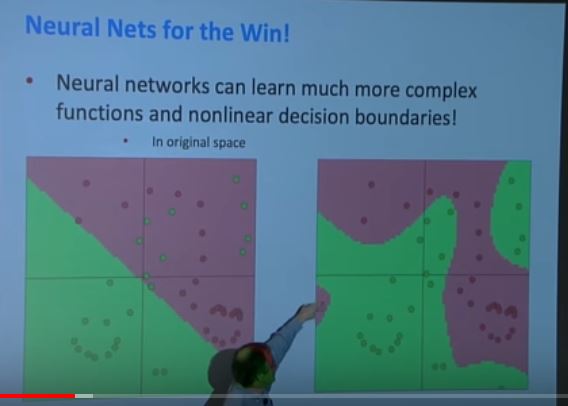 Neural Nets for the Win!
• Neural networks can learn much more complex
functions and nonlinear decision boundaries!
• In original space